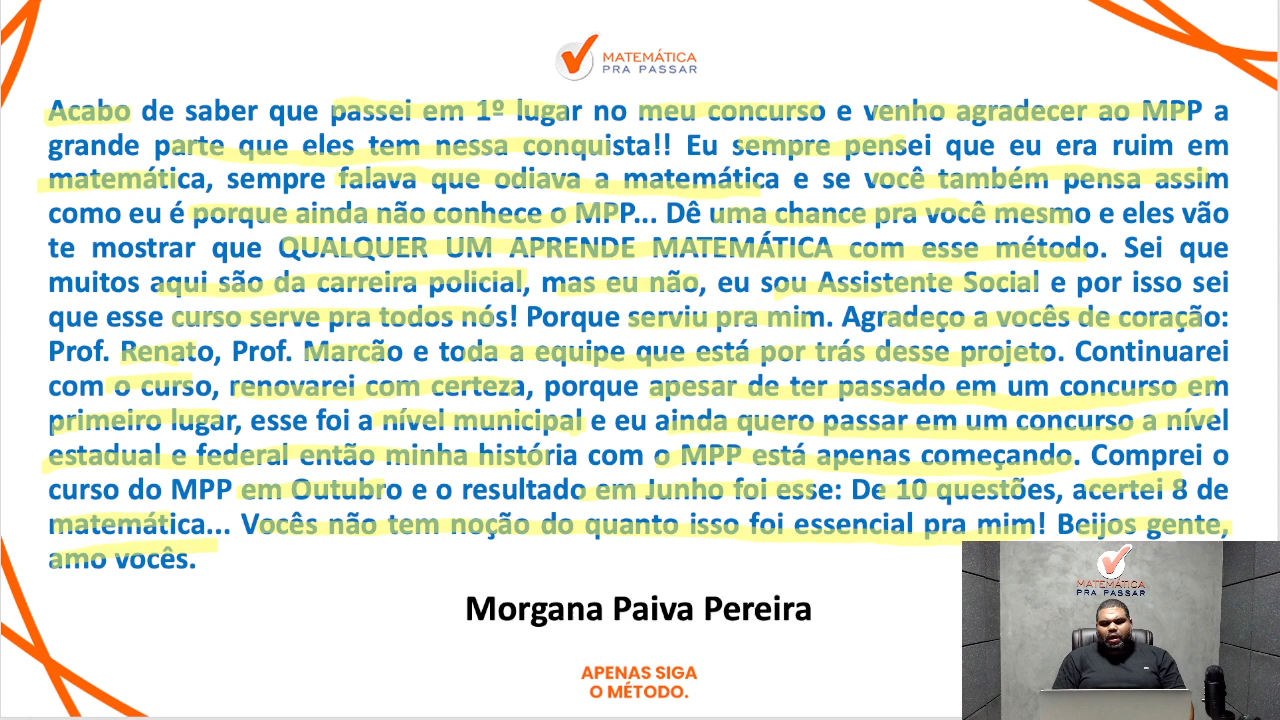 MATEMÁTICA
PRA PASSAR
Acabo de saber que passei em 1º lugar no meu concurso e venho agradecer ao MPP a
grande parte que eles tem nessa conquista!! Eu sempre pensei que eu era ruim em
matemática, sempre falava que odiava a matemática e se você também pensa assim
como eu é porque ainda não conhece o MPP... Dê uma chance pra você mesmo e eles vão
te mostrar que QUALQUER UM APRENDE MATEMÁTICA com esse método. Sei que
muitos aqui são da carreira policial, mas eu não, eu sou Assistente Social e por isso sei
que esse curso serve pra todos nós! Porque serviu pra mim. Agradeço a vocês de coração:
Prof. Renato, Prof. Marcão e toda a equipe que está por trás desse projeto. Continuarei
com o curso, renovarei com certeza, porque apesar de ter passado em um concurso em
primeiro lugar, esse foi a nível municipal e eu ainda quero passar em um concurso a nível
estadual e federal então minha história com o MPP está apenas começando. Comprei o
curso do MPP em Outubro e o resultado em Junho foi esse: De 10 questões, acertei 8 de
matemática... Vocês não tem noção do quanto isso foi essencial pra mim! Beijos gente,
amo vocês.
Morgana Paiva Pereira
APENAS SIGA
O MÉTODO.
MATEMÁTICA
PRA PASSAR